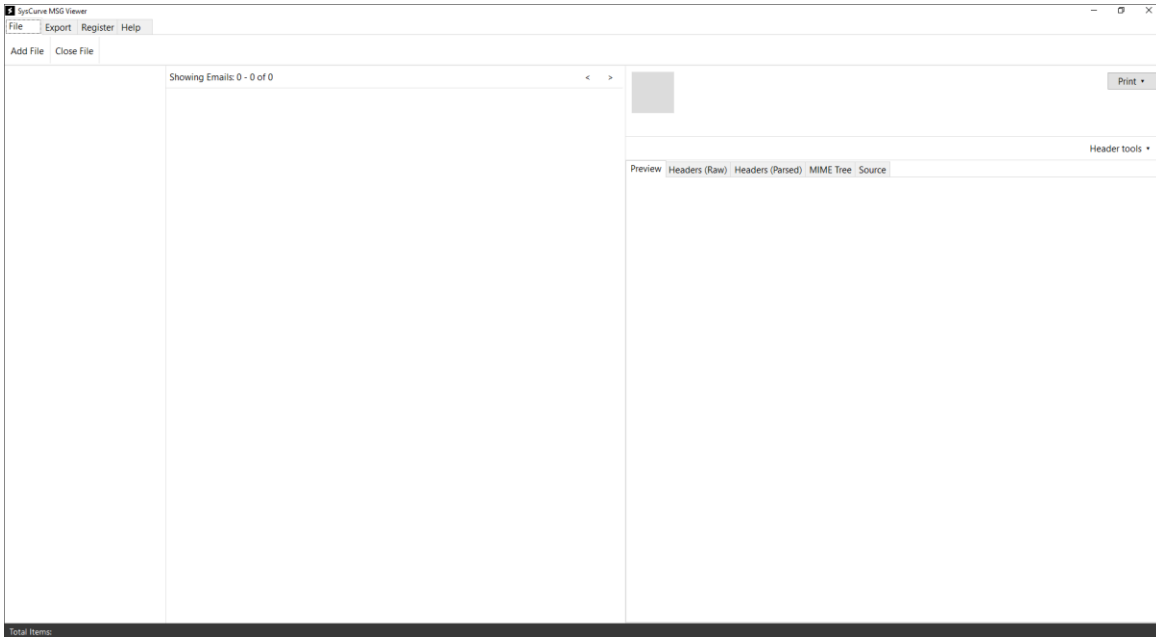 SysCurve MSG Viewer
File Export Register Help
Add File Close File
Showing Emails: 0 - 0 of 0 < >
Print
Header tools
Preview Headers (Raw) Headers (Parsed) MIME Tree Source
Total Items: